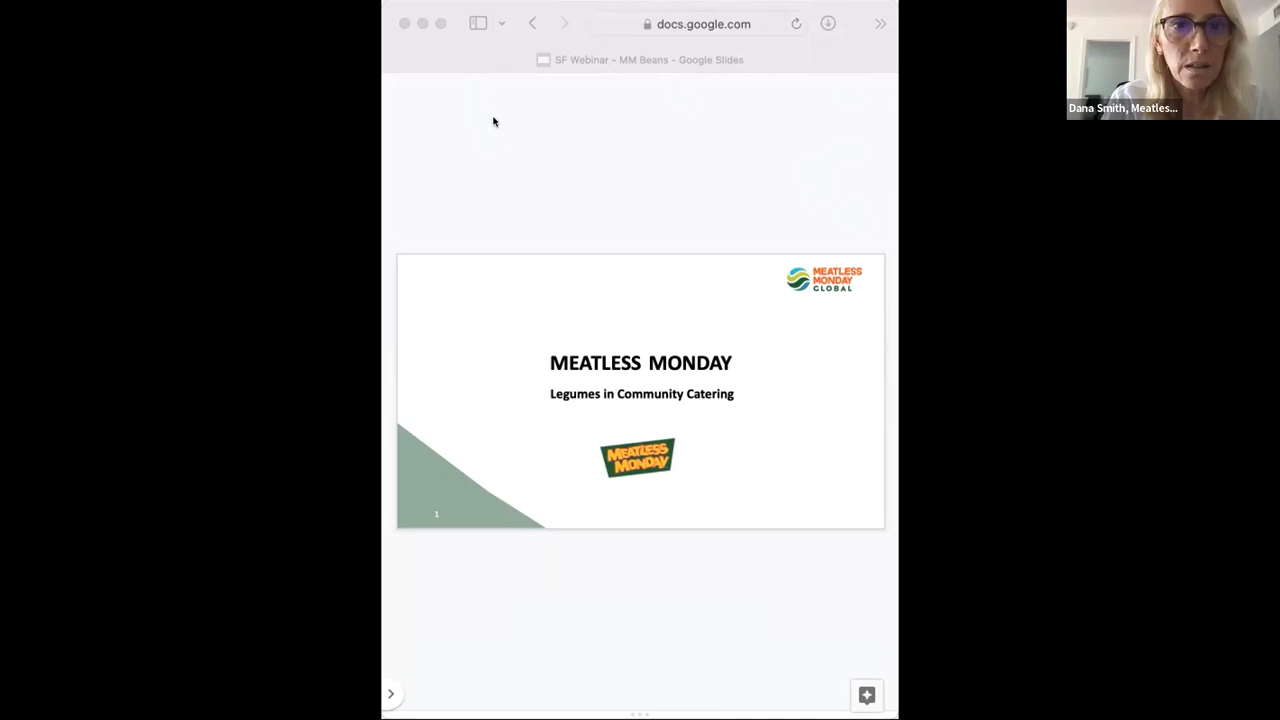 docs.google.com
SF Webinar - MM Beans - Google Slides
Dana Smith, Meatles...
MEATLESS
MONDAY
GLOBAL
MEATLESS MONDAY
Legumes in Community Catering
MEATLESS
MONDAY
1